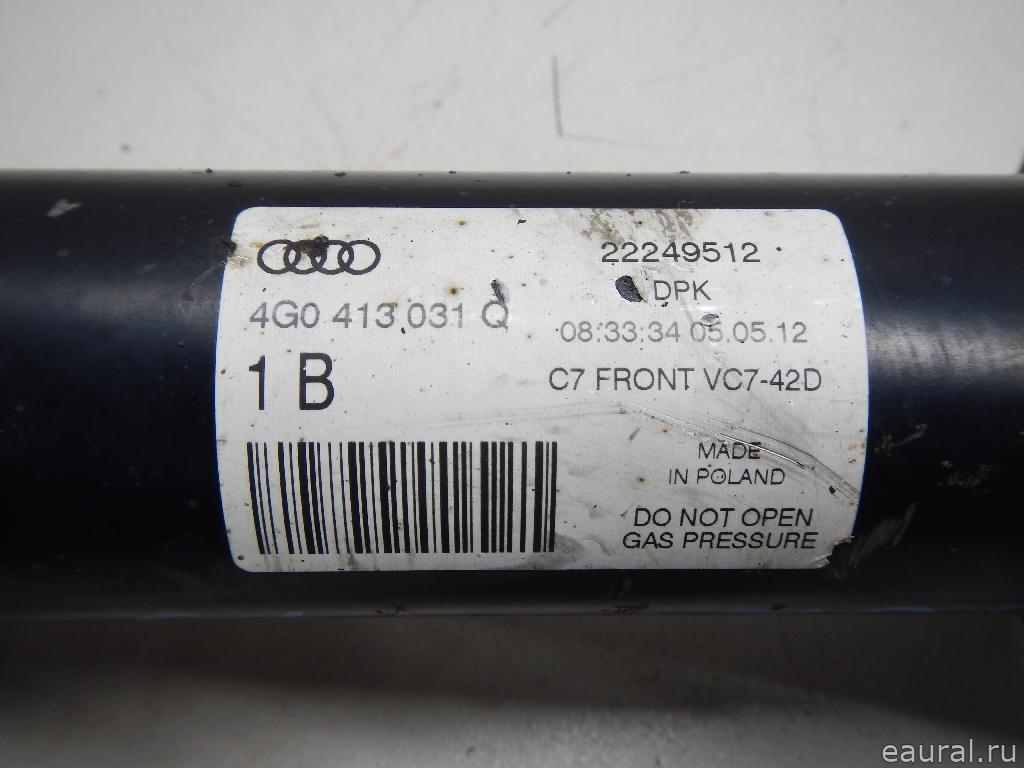 22249512
4G0 413 031 Q
DPK
08:33:34 05.05.12
1 B
C7 FRONT VC7-42D
MADE
IN POLAND
DO NOT OPEN
GAS PRESSURE
eaural.ru